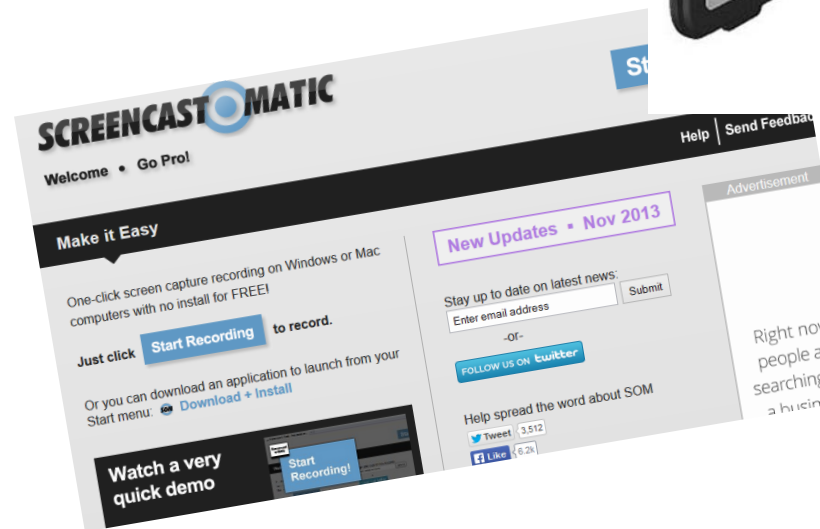 SCREENCAST O MATIC
St
Welcome • Go Pro!
Help | Send Feedbac
Make it Easy
New Updates ▪ Nov 2013
Advertisement
One-click screen capture recording on Windows or Mac
computers with no install for FREE!
Just click Start Recording to record.
Or you can download an application to launch from your
Start menu: SOM Download + Install
Watch a very
quick demo
Start
Recording!
Stay up to date on latest news:
Enter email address Submit
-or-
FOLLOW US ON twitter
Help spread the word about SOM
Tweet 3,512
Like 6.2k
Right no
people a
searching
a busin